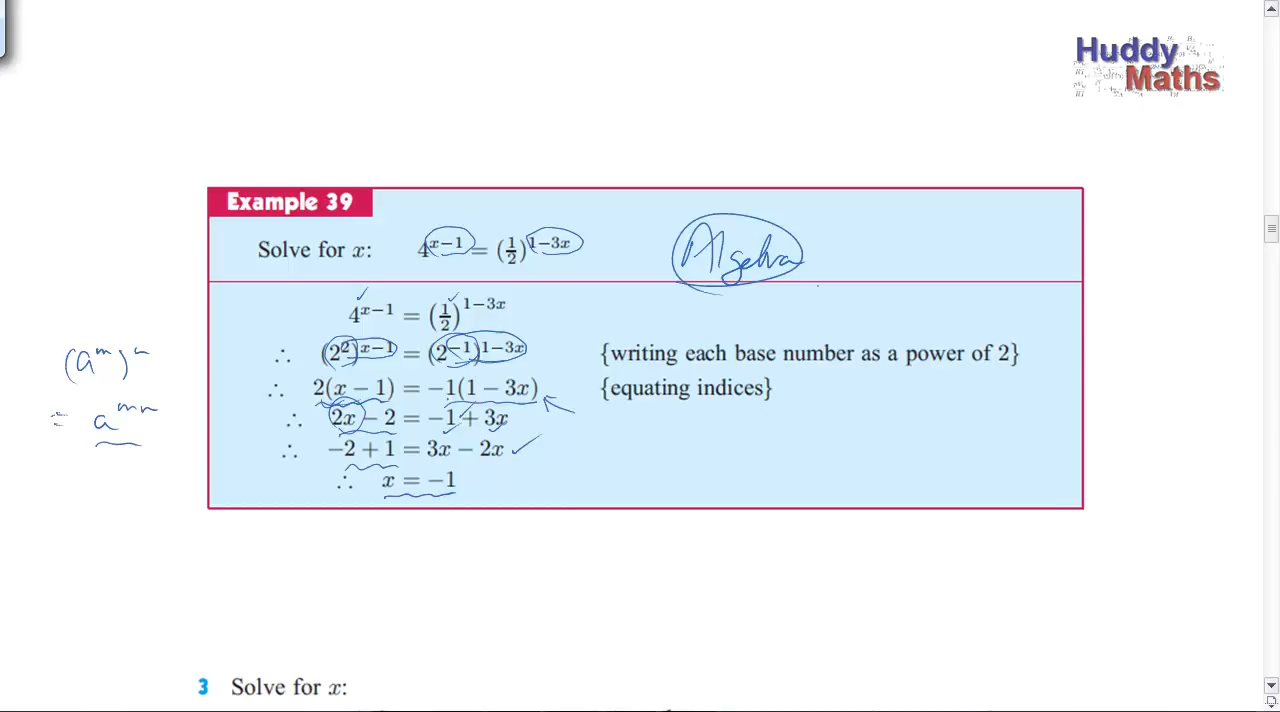 Huddy
Maths
Example 39
Solve for x: 4^{x−1} = (1/2)^{1−3x}
Algebra
4^{x−1} = (1/2)^{1−3x}
∴ (2^2)^{x−1} = (2^{−1})^{1−3x} {writing each base number as a power of 2}
(a^m)^n
∴ 2(x − 1) = −1(1 − 3x) {equating indices}
∴ 2x − 2 = −1 + 3x
= a^{mn}
∴ −2 + 1 = 3x − 2x
∴ x = −1
3 Solve for x: